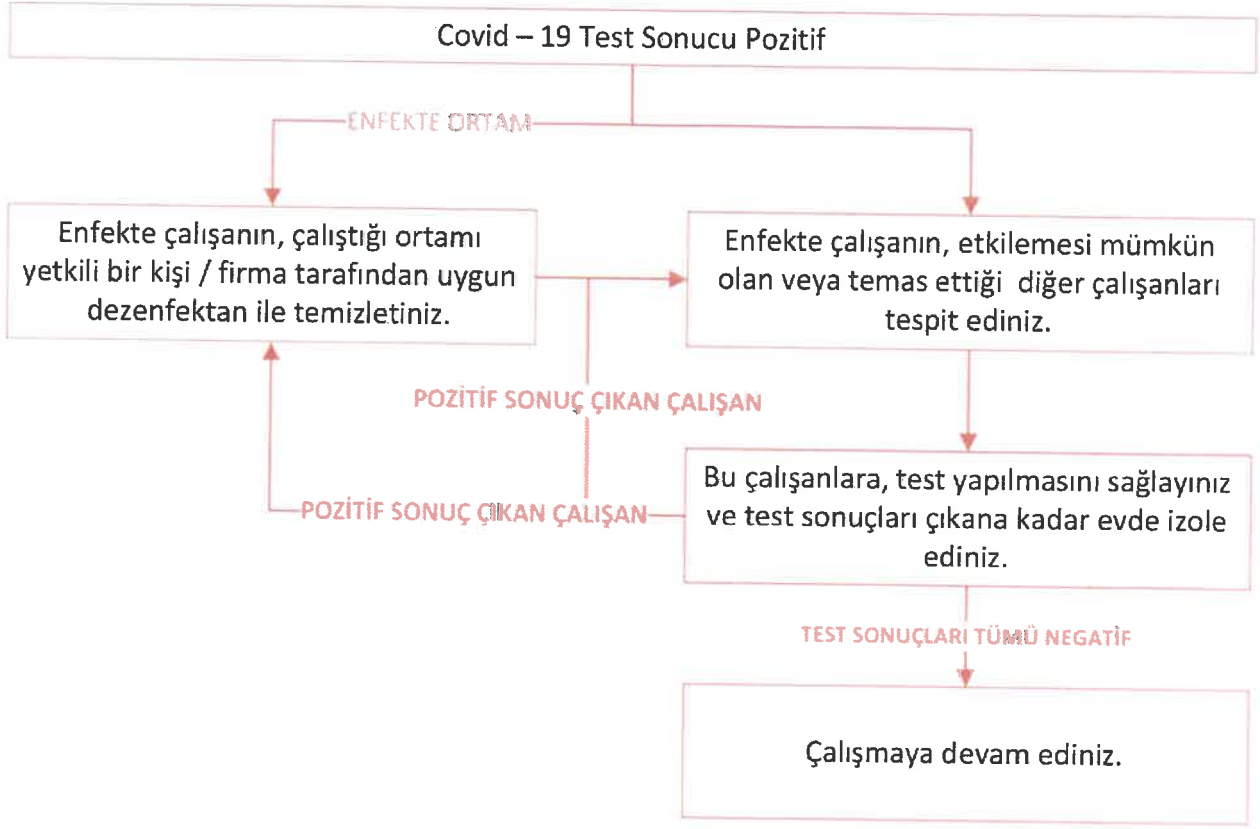 Covid – 19 Test Sonucu Pozitif
ENFEKTE ORTAM
Enfekte çalışanın, çalıştığı ortamı
yetkili bir kişi / firma tarafından uygun
dezenfektan ile temizletiniz.
Enfekte çalışanın, etkilemesi mümkün
olan veya temas ettiği diğer çalışanları
tespit ediniz.
POZİTİF SONUÇ ÇIKAN ÇALIŞAN
POZİTİF SONUÇ ÇIKAN ÇALIŞAN
Bu çalışanlara, test yapılmasını sağlayınız
ve test sonuçları çıkana kadar evde izole
ediniz.
TEST SONUÇLARI TÜMÜ NEGATİF
Çalışmaya devam ediniz.